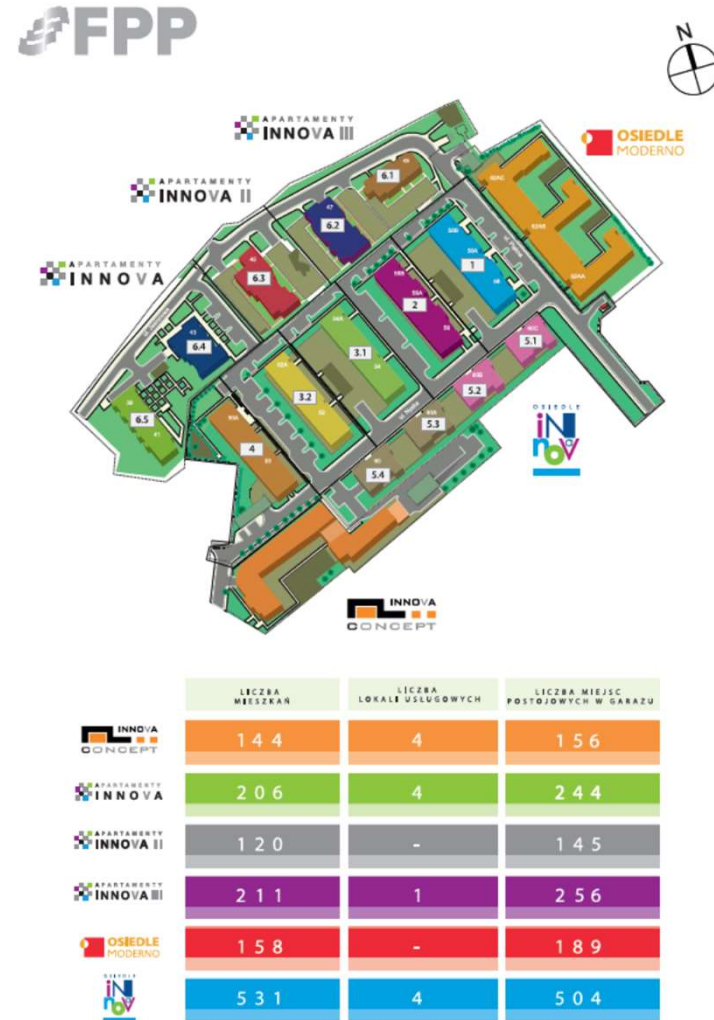 FPP
N
APARTAMENTY
INNOVA III
OSIEDLE
MODERNO
APARTAMENTY
INNOVA II
APARTAMENTY
INNOVA
6.1
6.2
6.3
6.4
6.5
1
2
3.1
3.2
4
5.1
5.2
5.3
5.4
OSIEDLE
INNOVA
INNOVA
CONCEPT
LICZBA
MIESZKAŃ
LICZBA
LOKALI USŁUGOWYCH
LICZBA MIEJSC
POSTOJOWYCH W GARAŻU
INNOVA
CONCEPT
144 4 156
APARTAMENTY
INNOVA
206 4 244
APARTAMENTY
INNOVA II
120 - 145
APARTAMENTY
INNOVA III
211 1 256
OSIEDLE
MODERNO
158 - 189
OSIEDLE
INNOVA
531 4 504